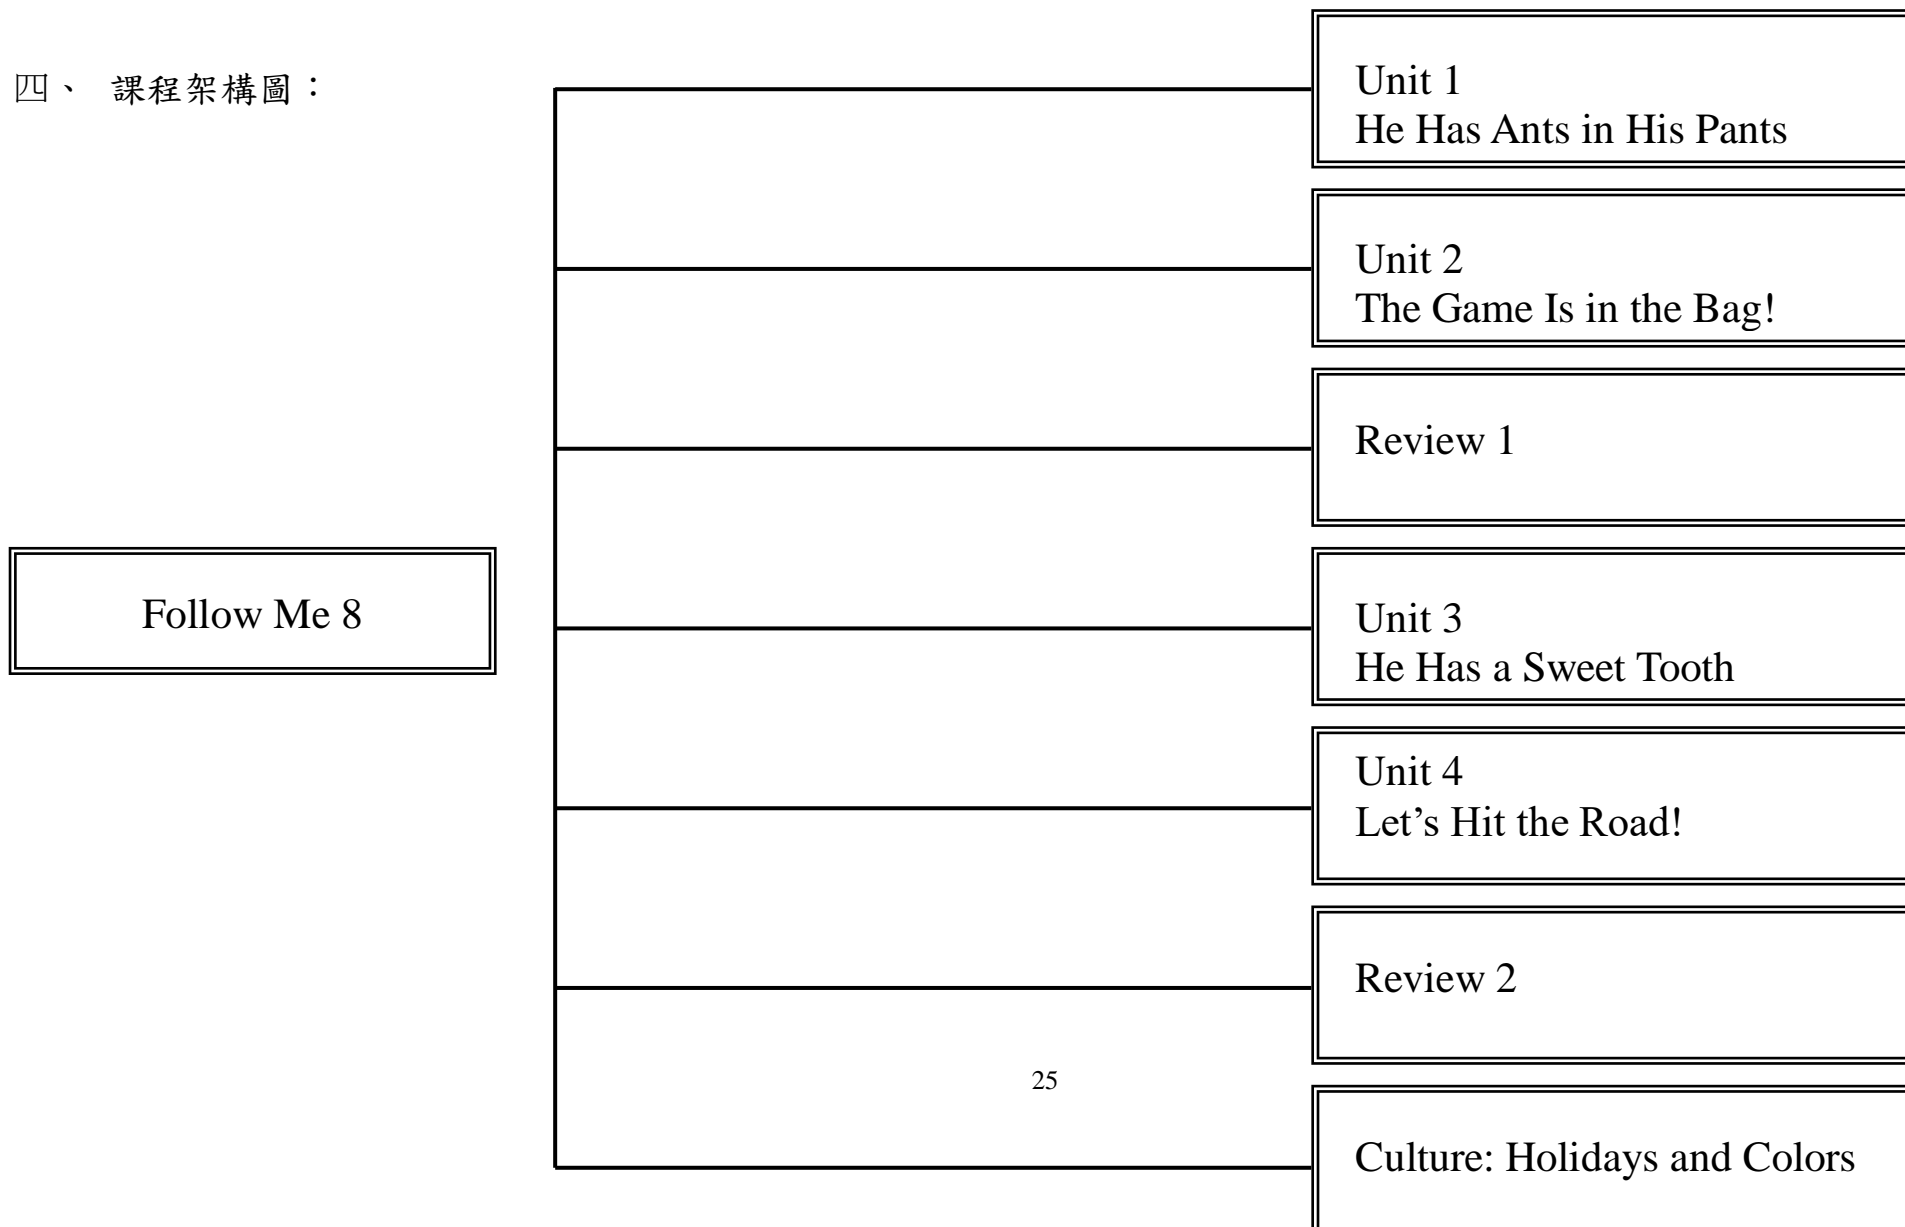 四、 課程架構圖：
Unit 1
He Has Ants in His Pants
Unit 2
The Game Is in the Bag!
Review 1
Follow Me 8
Unit 3
He Has a Sweet Tooth
Unit 4
Let’s Hit the Road!
Review 2
25
Culture: Holidays and Colors